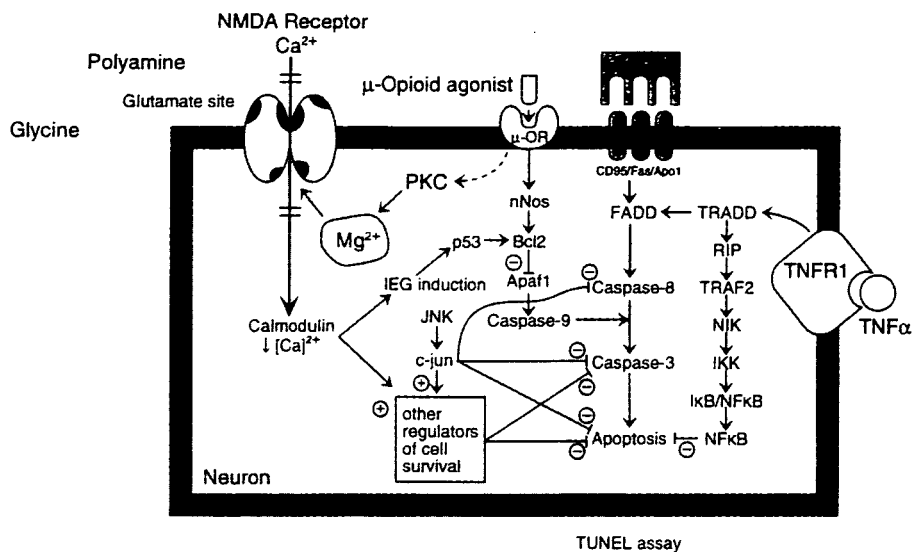 NMDA Receptor
Ca2+
Polyamine
Glutamate site
Glycine
μ-Opioid agonist
μ-OR
CD95/Fas/Apo1
PKC
nNos
FADD
TRADD
Mg2+
p53
Bcl2
RIP
TNFR1
TNFα
⊖
Apaf1
IEG induction
⊖
Caspase-8
TRAF2
JNK
Caspase-9
NIK
Calmodulin
↓ [Ca]2+
c-jun
⊖
Caspase-3
⊖
IKK
⊕
⊕
IκB/NFκB
other
regulators
of cell
survival
⊖
Apoptosis
⊖
NFκB
⊖
Neuron
TUNEL assay